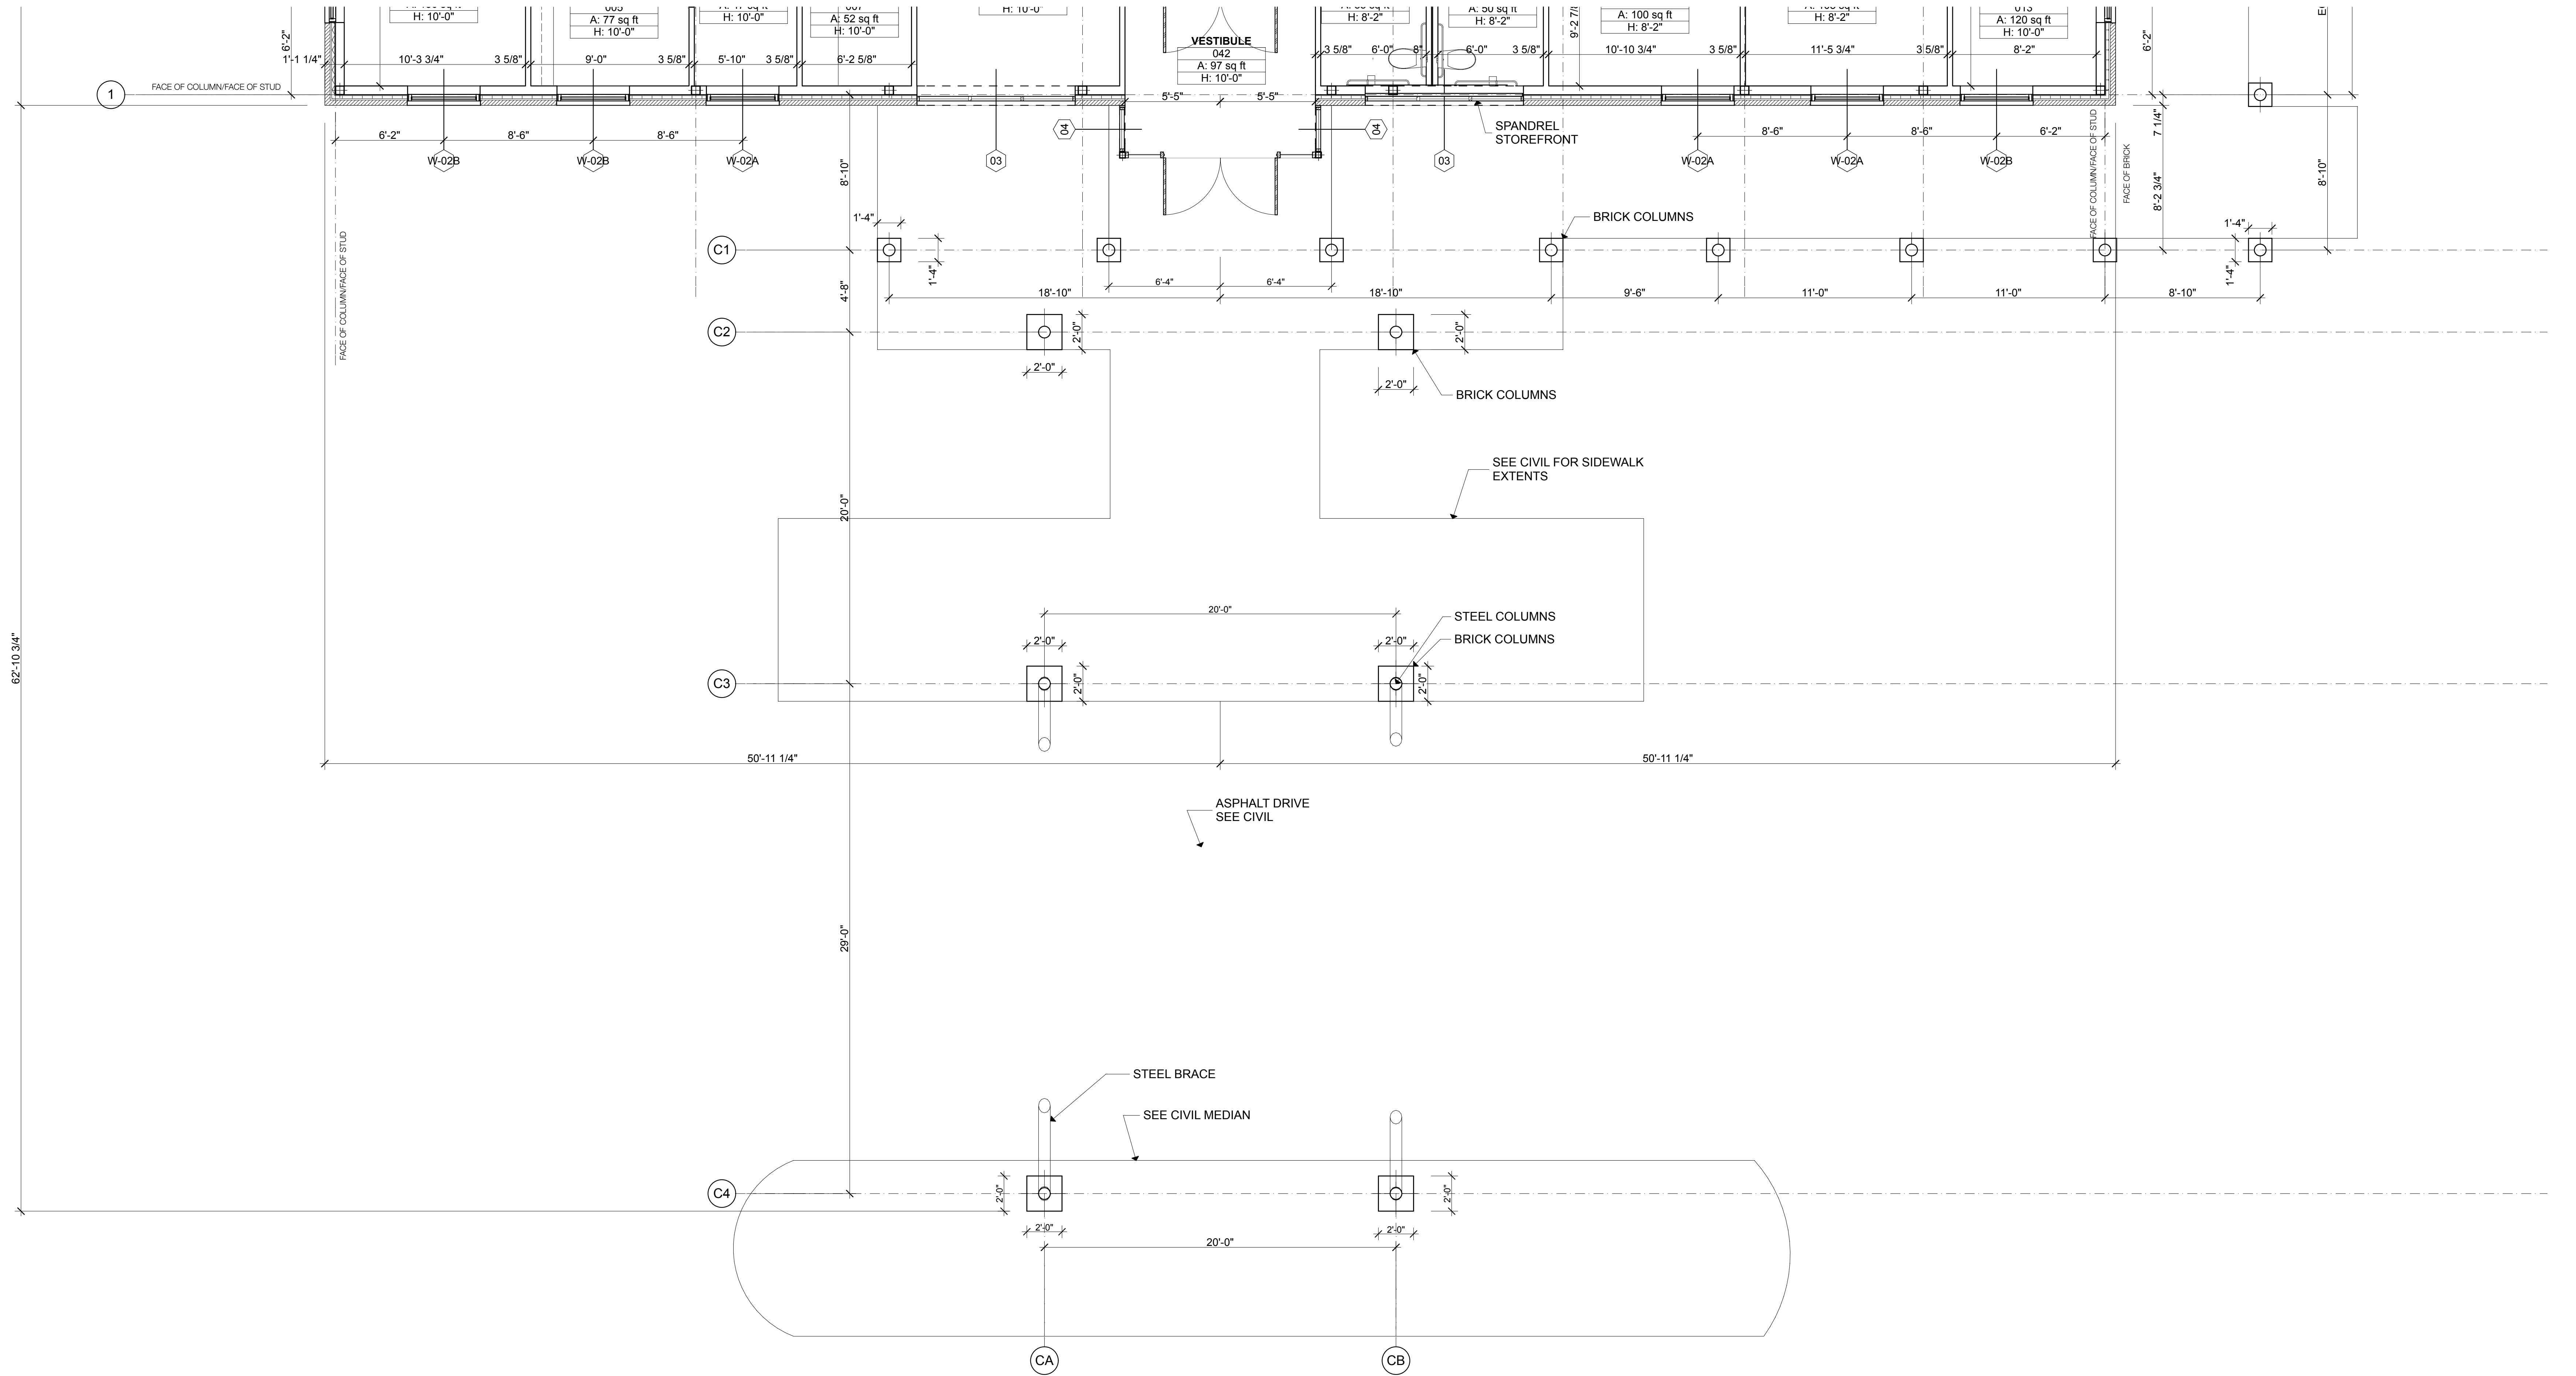 005
007
H: 10'-0"
013
A: 77 sq ft
A: 52 sq ft
A: 50 sq ft
A: 100 sq ft
A: 120 sq ft
H: 10'-0"
H: 10'-0"
H: 10'-0"
H: 10'-0"
H: 8'-2"
H: 8'-2"
H: 8'-2"
H: 8'-2"
H: 10'-0"
VESTIBULE
042
A: 97 sq ft
H: 10'-0"
6'-2"
9'-2 7/8
6'-2"
1'-1 1/4"
10'-3 3/4"
3 5/8"
9'-0"
3 5/8"
5'-10"
3 5/8"
6'-2 5/8"
3 5/8"
6'-0"
8"
6'-0"
3 5/8"
10'-10 3/4"
3 5/8"
11'-5 3/4"
3 5/8"
8'-2"
1
FACE OF COLUMN/FACE OF STUD
5'-5"
5'-5"
04
04
SPANDREL
STOREFRONT
6'-2"
8'-6"
8'-6"
8'-6"
8'-6"
6'-2"
7 1/4"
W-02B
W-02B
W-02A
03
03
W-02A
W-02A
W-02B
8'-10"
FACE OF COLUMN/FACE OF STUD
FACE OF BRICK
8'-2 3/4"
8'-10"
1'-4"
BRICK COLUMNS
1'-4"
C1
1'-4"
1'-4"
FACE OF COLUMN/FACE OF STUD
4'-8"
6'-4"
6'-4"
18'-10"
18'-10"
9'-6"
11'-0"
11'-0"
8'-10"
C2
2'-0"
2'-0"
2'-0"
2'-0"
BRICK COLUMNS
SEE CIVIL FOR SIDEWALK
EXTENTS
20'-0"
20'-0"
STEEL COLUMNS
BRICK COLUMNS
2'-0"
2'-0"
62'-10 3/4"
C3
2'-0"
2'-0"
50'-11 1/4"
50'-11 1/4"
ASPHALT DRIVE
SEE CIVIL
29'-0"
STEEL BRACE
SEE CIVIL MEDIAN
C4
2'-0"
2'-0"
2'-0"
2'-0"
20'-0"
CA
CB